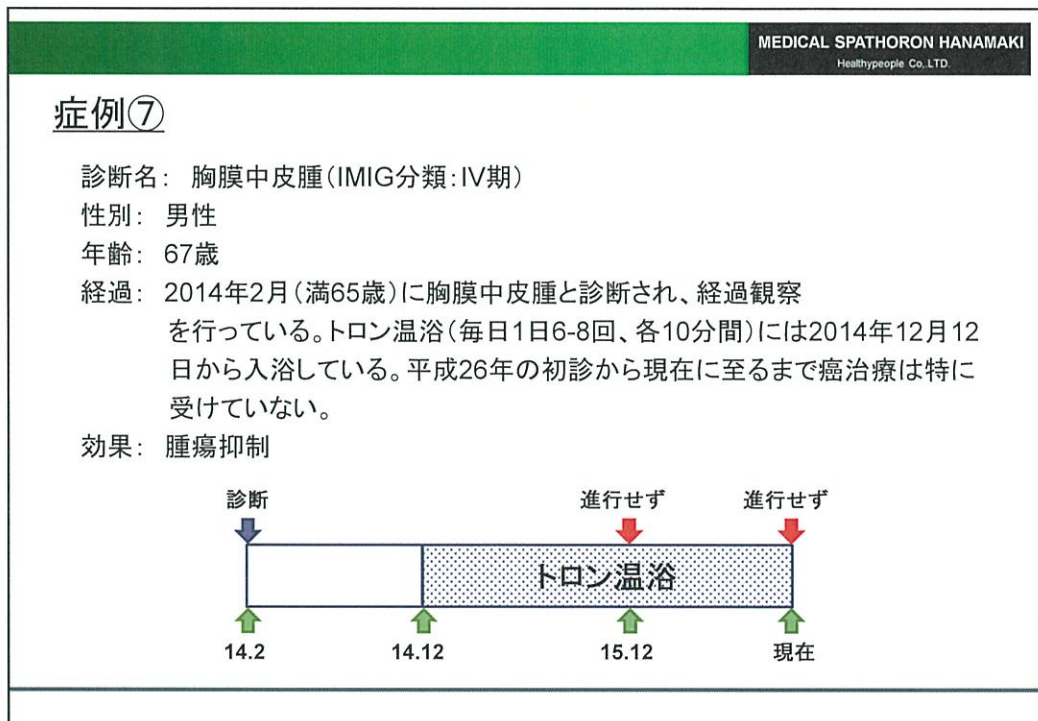 MEDICAL SPATHORON HANAMAKI
Healthypeople Co,.LTD.
症例⑦
診断名： 胸膜中皮腫（IMIG分類：IV期）
性別： 男性
年齢： 67歳
経過： 2014年2月（満65歳）に胸膜中皮腫と診断され、経過観察
を行っている。トロン温浴（毎日1日6-8回、各10分間）には2014年12月12
日から入浴している。平成26年の初診から現在に至るまで癌治療は特に
受けていない。
効果： 腫瘍抑制
診断 進行せず 進行せず
トロン温浴
14.2 14.12 15.12 現在